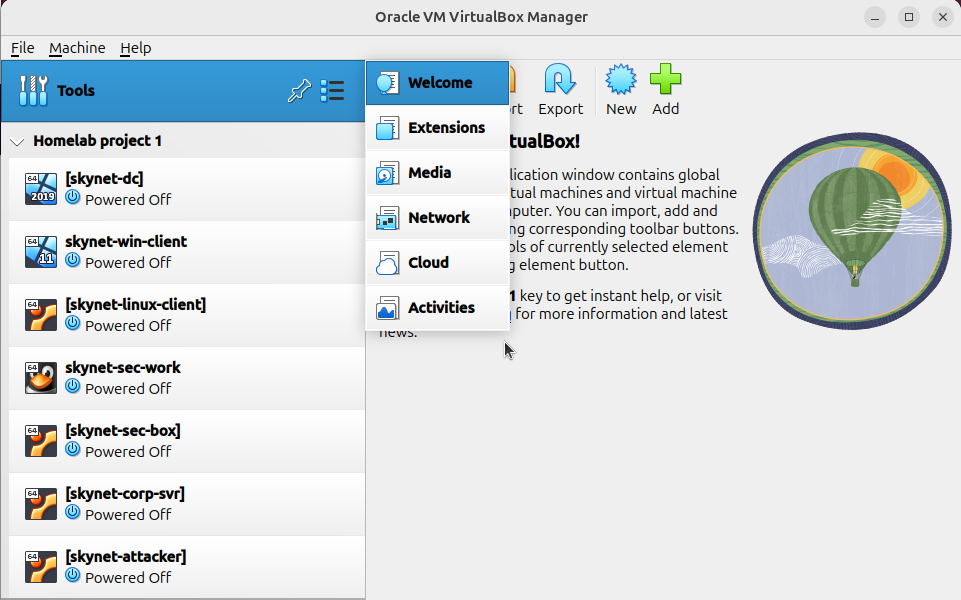 Oracle VM VirtualBox Manager
File Machine Help
Tools
Welcome
Extensions
Media
Network
Cloud
Activities
Export
New
Add
Homelab project 1
64
2019
[skynet-dc]
Powered Off
64
11
skynet-win-client
Powered Off
64
[skynet-linux-client]
Powered Off
64
skynet-sec-work
Powered Off
64
[skynet-sec-box]
Powered Off
64
[skynet-corp-svr]
Powered Off
64
[skynet-attacker]
Powered Off
tualBox!
lication window contains global
tual machines and virtual machine
mputer. You can import, add and
ng corresponding toolbar buttons.
ols of currently selected element
g element button.
1 key to get instant help, or visit
for more information and latest
news.